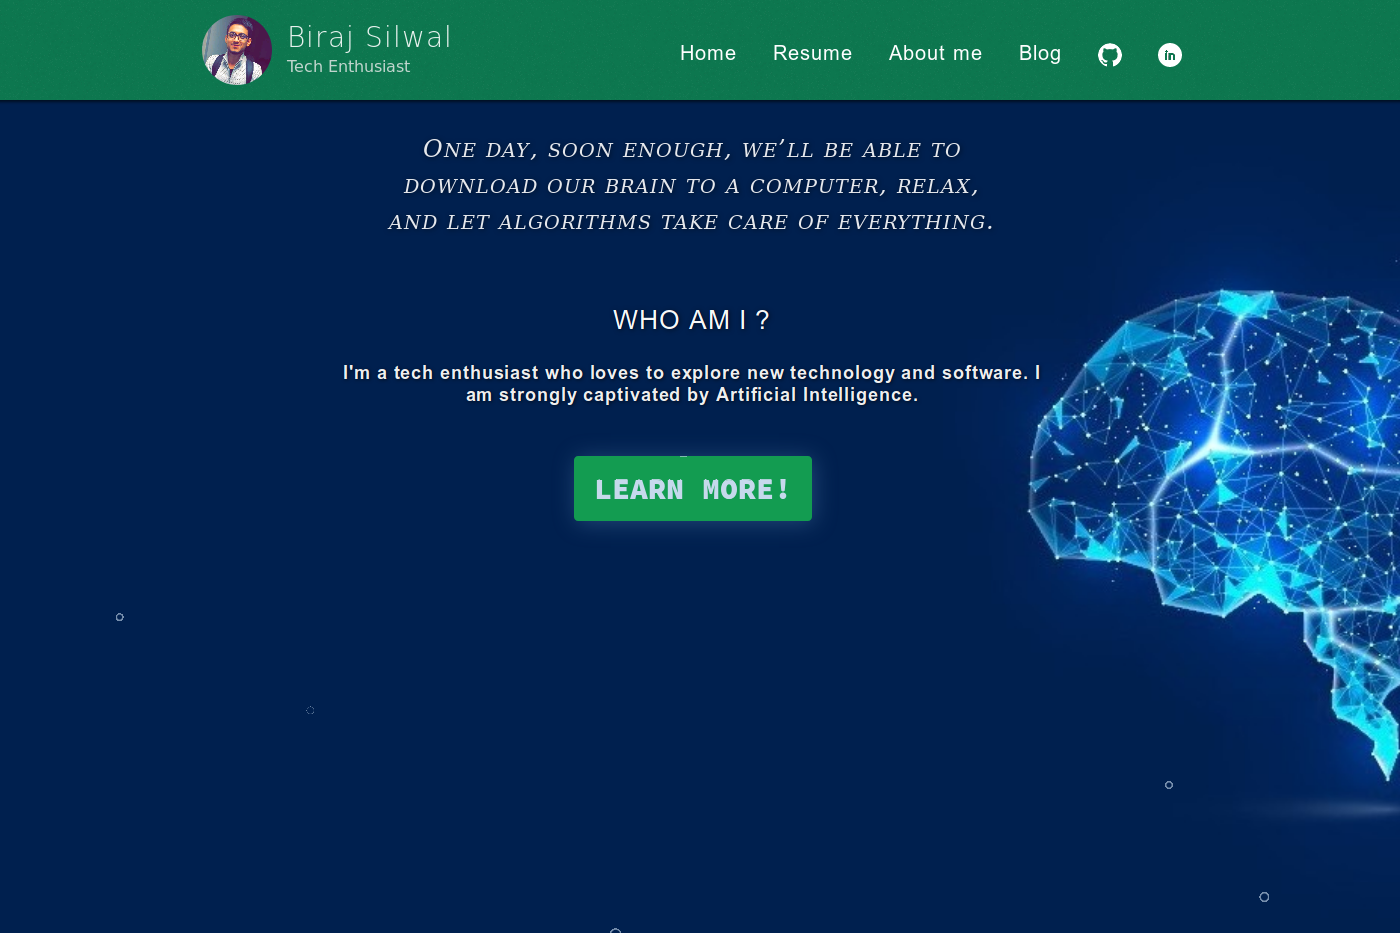 Biraj Silwal
Tech Enthusiast
Home Resume About me Blog
in
One day, soon enough, we’ll be able to
download our brain to a computer, relax,
and let algorithms take care of everything.
WHO AM I ?
I'm a tech enthusiast who loves to explore new technology and software. I
am strongly captivated by Artificial Intelligence.
LEARN MORE!